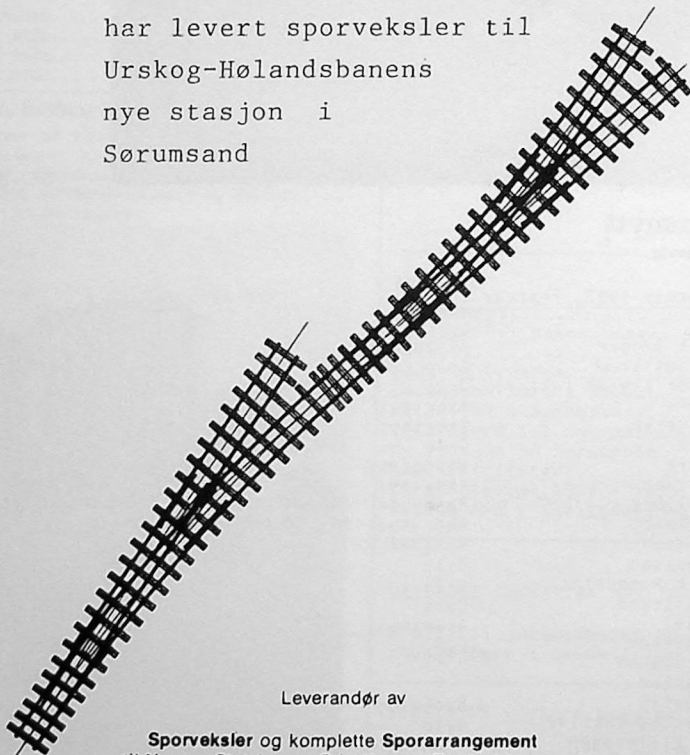 har levert sporveksler til
Urskog-Hølandsbanens
nye stasjon i
Sørumsand
Leverandør av
Sporveksler og komplette Sporarrangement